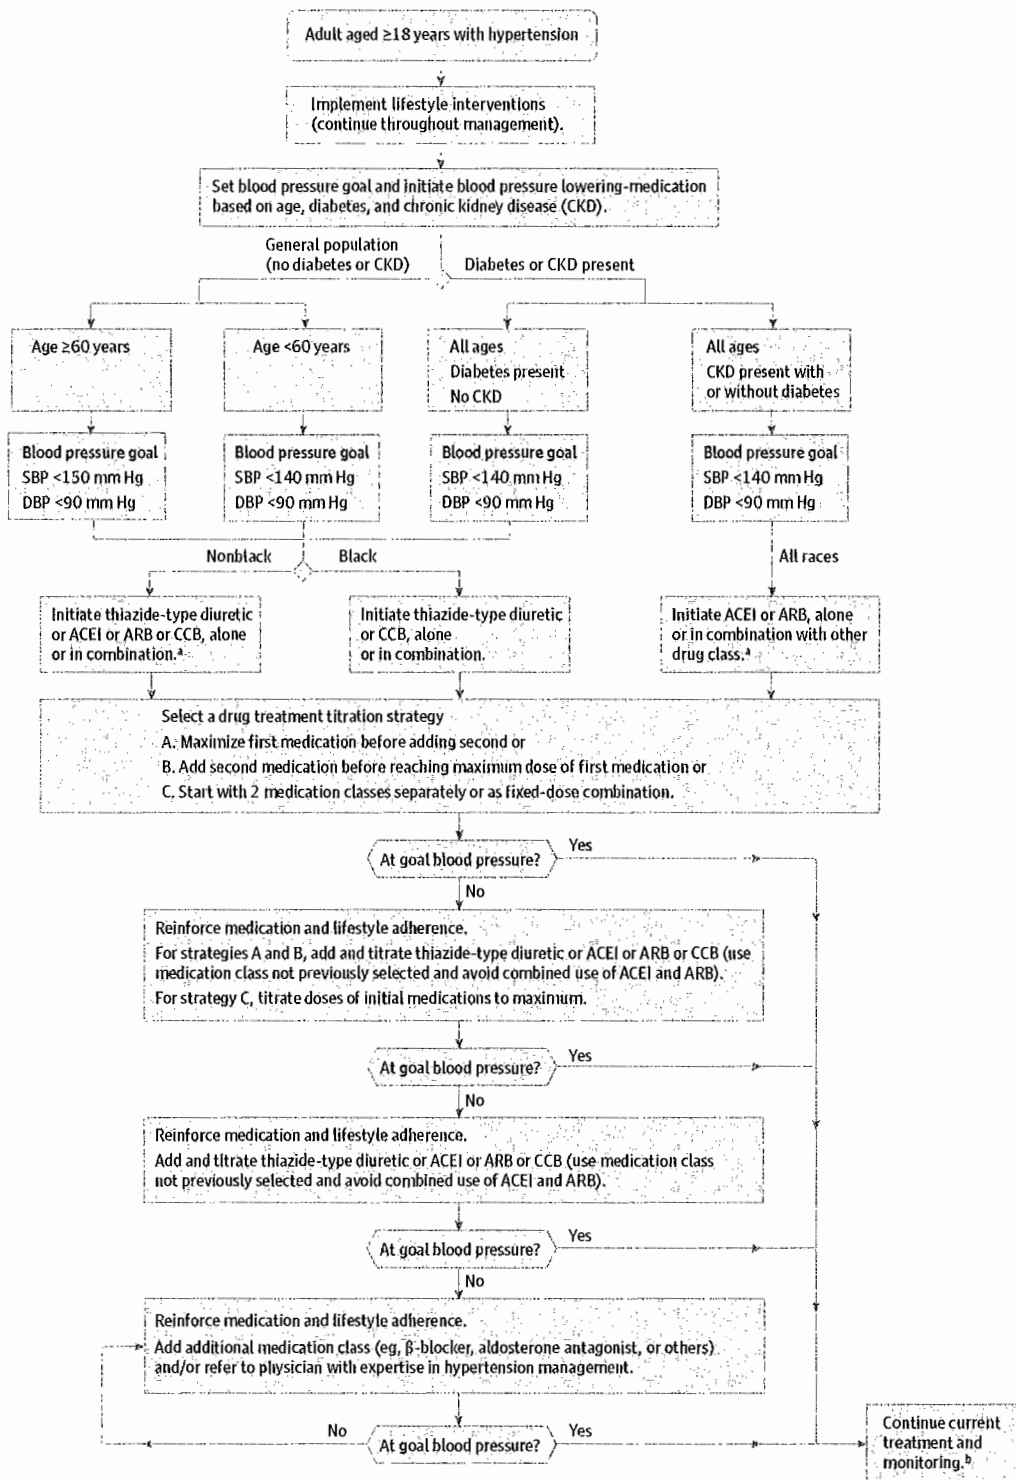 Adult aged ≥18 years with hypertension
Implement lifestyle interventions
(continue throughout management).
Set blood pressure goal and initiate blood pressure lowering-medication
based on age, diabetes, and chronic kidney disease (CKD).
General population
(no diabetes or CKD)
Diabetes or CKD present
Age ≥60 years
Age <60 years
All ages
Diabetes present
No CKD
All ages
CKD present with
or without diabetes
Blood pressure goal
SBP <150 mm Hg
DBP <90 mm Hg
Blood pressure goal
SBP <140 mm Hg
DBP <90 mm Hg
Blood pressure goal
SBP <140 mm Hg
DBP <90 mm Hg
Blood pressure goal
SBP <140 mm Hg
DBP <90 mm Hg
Nonblack
Black
All races
Initiate thiazide-type diuretic
or ACEI or ARB or CCB, alone
or in combination.a
Initiate thiazide-type diuretic
or CCB, alone
or in combination.
Initiate ACEI or ARB, alone
or in combination with other
drug class.a
Select a drug treatment titration strategy
A. Maximize first medication before adding second or
B. Add second medication before reaching maximum dose of first medication or
C. Start with 2 medication classes separately or as fixed-dose combination.
At goal blood pressure?
Yes
No
Reinforce medication and lifestyle adherence.
For strategies A and B, add and titrate thiazide-type diuretic or ACEI or ARB or CCB (use
medication class not previously selected and avoid combined use of ACEI and ARB).
For strategy C, titrate doses of initial medications to maximum.
At goal blood pressure?
Yes
No
Reinforce medication and lifestyle adherence.
Add and titrate thiazide-type diuretic or ACEI or ARB or CCB (use medication class
not previously selected and avoid combined use of ACEI and ARB).
At goal blood pressure?
Yes
No
Reinforce medication and lifestyle adherence.
Add additional medication class (eg, β-blocker, aldosterone antagonist, or others)
and/or refer to physician with expertise in hypertension management.
No
At goal blood pressure?
Yes
Continue current
treatment and
monitoring.b